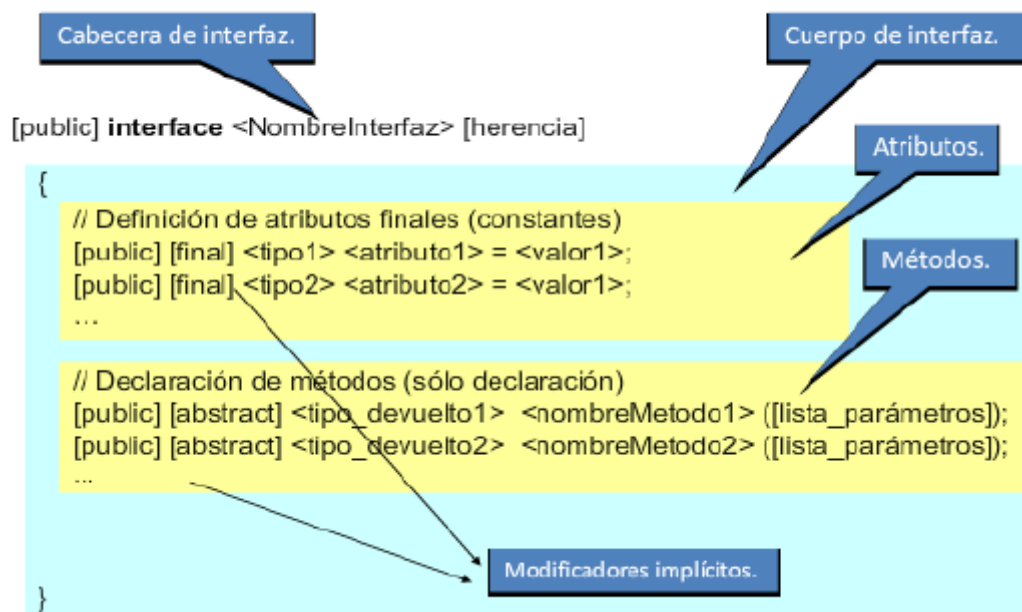 Cabecera de interfaz.
Cuerpo de interfaz.
[public] interface <NombreInterfaz> [herencia]
Atributos.
{
// Definición de atributos finales (constantes)
[public] [final] <tipo1> <atributo1> = <valor1>;
[public] [final] <tipo2> <atributo2> = <valor1>;
...
Métodos.
// Declaración de métodos (sólo declaración)
[public] [abstract] <tipo_devuelto1> <nombreMetodo1> ([lista_parámetros]);
[public] [abstract] <tipo_devuelto2> <nombreMetodo2> ([lista_parámetros]);
...
Modificadores implícitos.
}